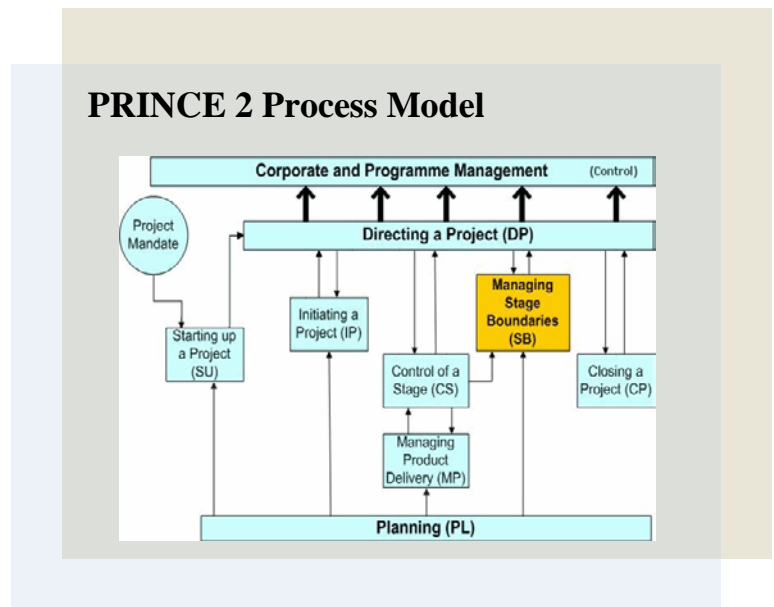 PRINCE 2 Process Model
Corporate and Programme Management (Control)
Project
Mandate
Directing a Project (DP)
Starting up
a Project
(SU)
Initiating a
Project (IP)
Control of a
Stage (CS)
Managing
Product
Delivery (MP)
Managing
Stage
Boundaries
(SB)
Closing a
Project (CP)
Planning (PL)